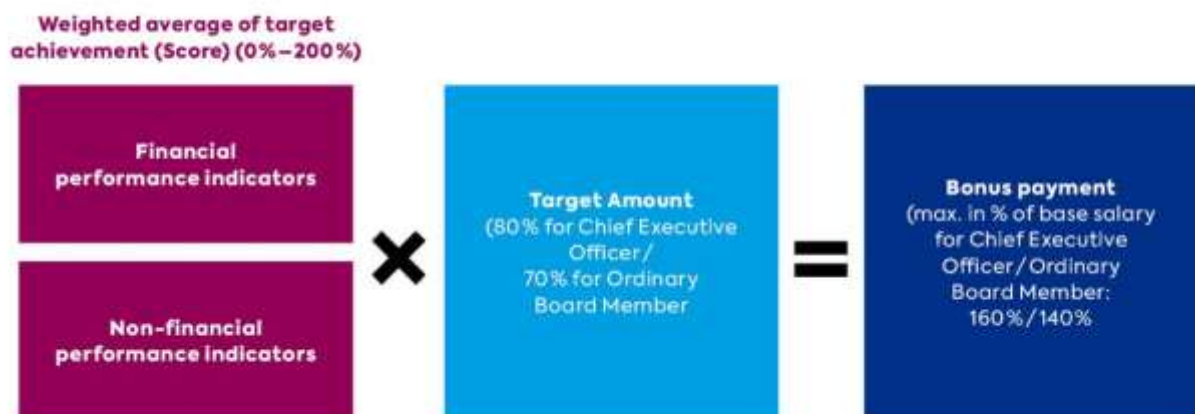 Weighted average of target
achievement (Score) (0%–200%)
Financial
performance indicators
Non-financial
performance indicators
Target Amount
(80% for Chief Executive
Officer/
70% for Ordinary
Board Member
Bonus payment
(max. in % of base salary
for Chief Executive
Officer/Ordinary
Board Member:
160%/140%